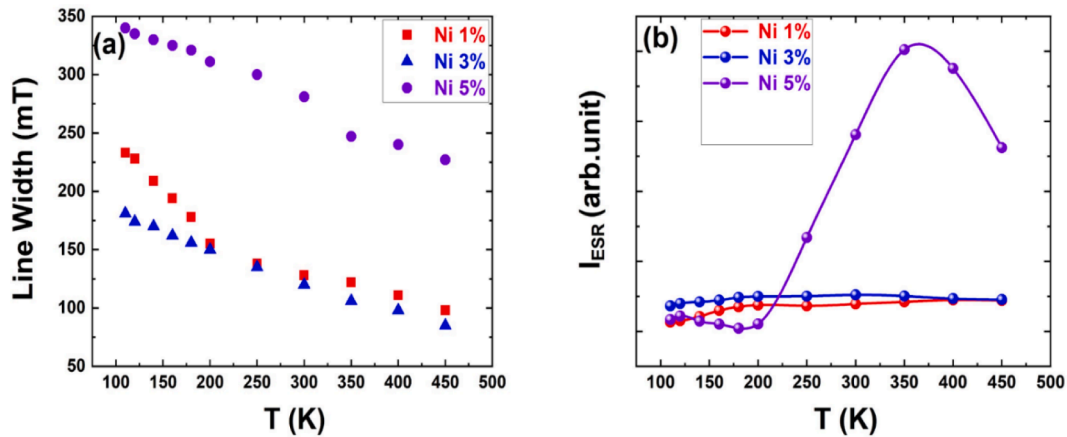 (a)
Ni 1%
Ni 3%
Ni 5%
Line Width (mT)
350
300
250
200
150
100
50
100 150 200 250 300 350 400 450 500
T (K)
(b)
Ni 1%
Ni 3%
Ni 5%
I_ESR (arb.unit)
100 150 200 250 300 350 400 450 500
T (K)